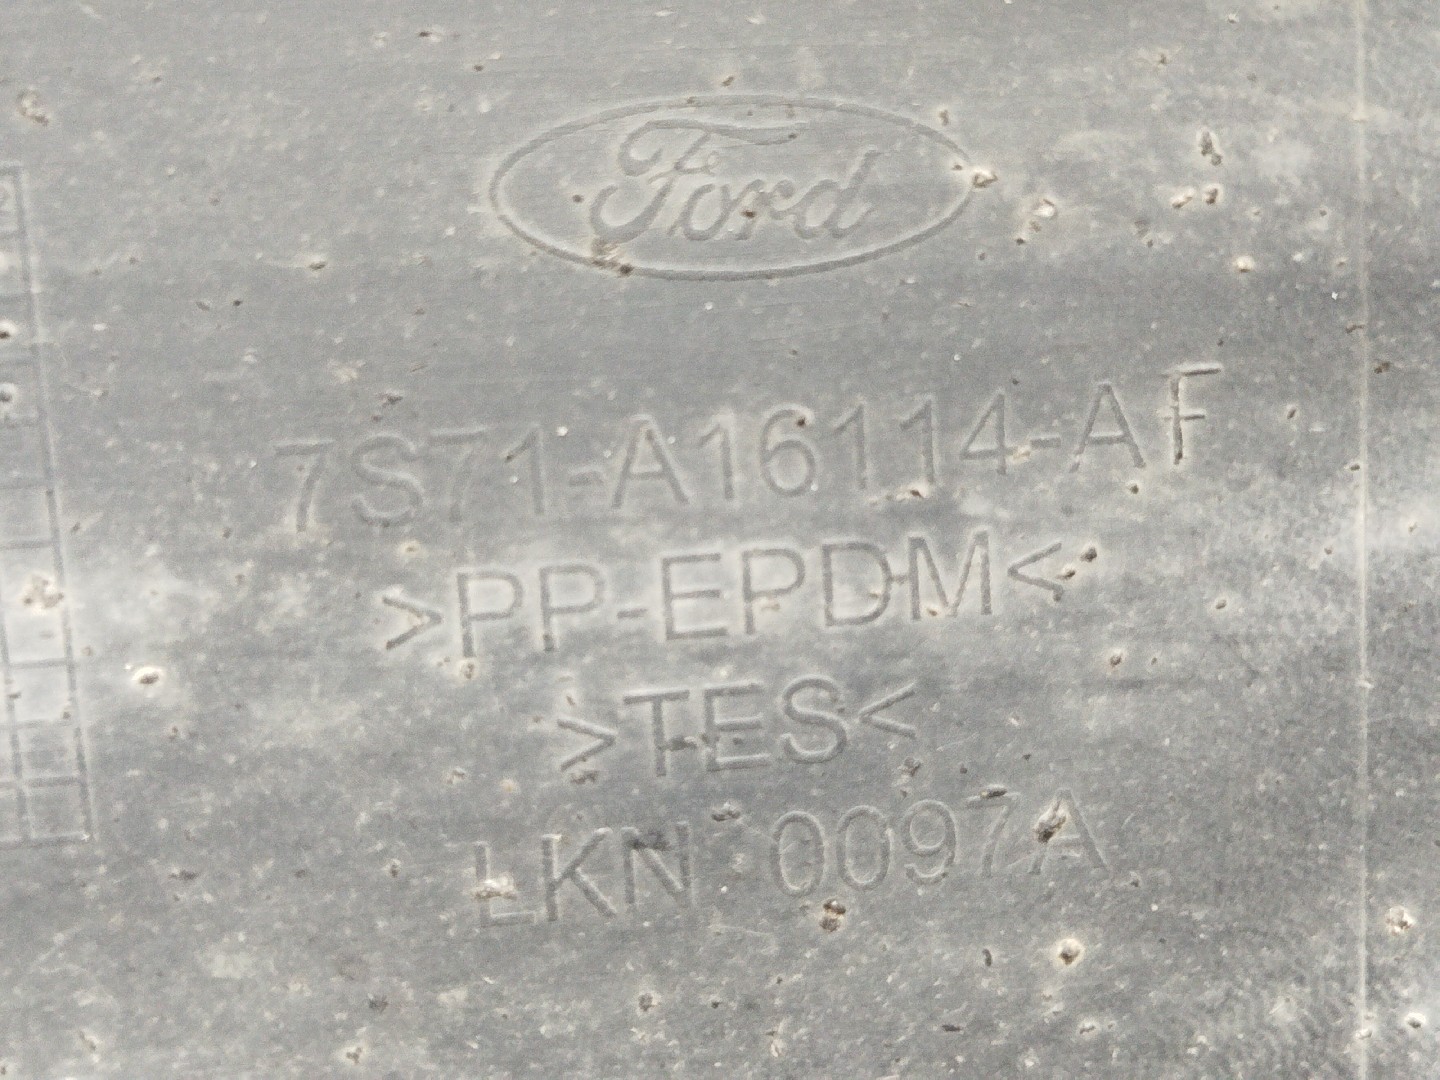 Ford
7S71-A16114-AF
>PP-EPDM<
>TES<
LKN 0097A